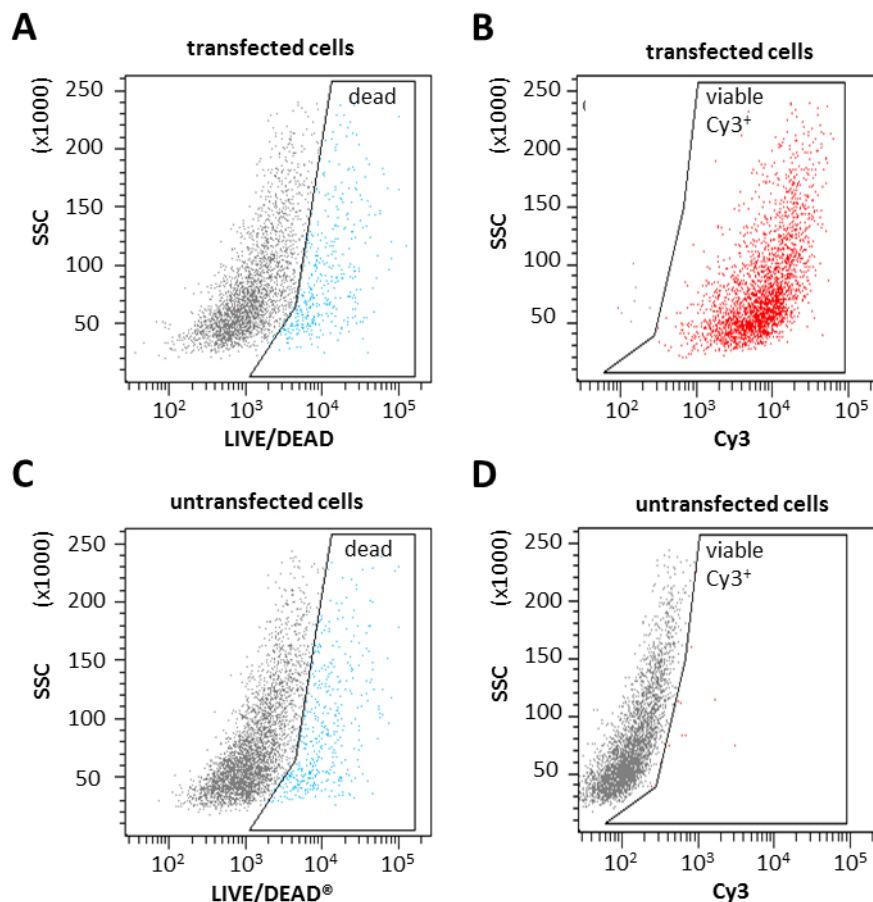 A
transfected cells
SSC (x1000)
250
200
150
100
50
dead
10² 10³ 10⁴ 10⁵
LIVE/DEAD
B
transfected cells
SSC (x1000)
250
200
150
100
50
viable
Cy3⁺
10² 10³ 10⁴ 10⁵
Cy3
C
untransfected cells
SSC (x1000)
250
200
150
100
50
dead
10² 10³ 10⁴ 10⁵
LIVE/DEAD®
D
untransfected cells
SSC (x1000)
250
200
150
100
50
viable
Cy3⁺
10² 10³ 10⁴ 10⁵
Cy3